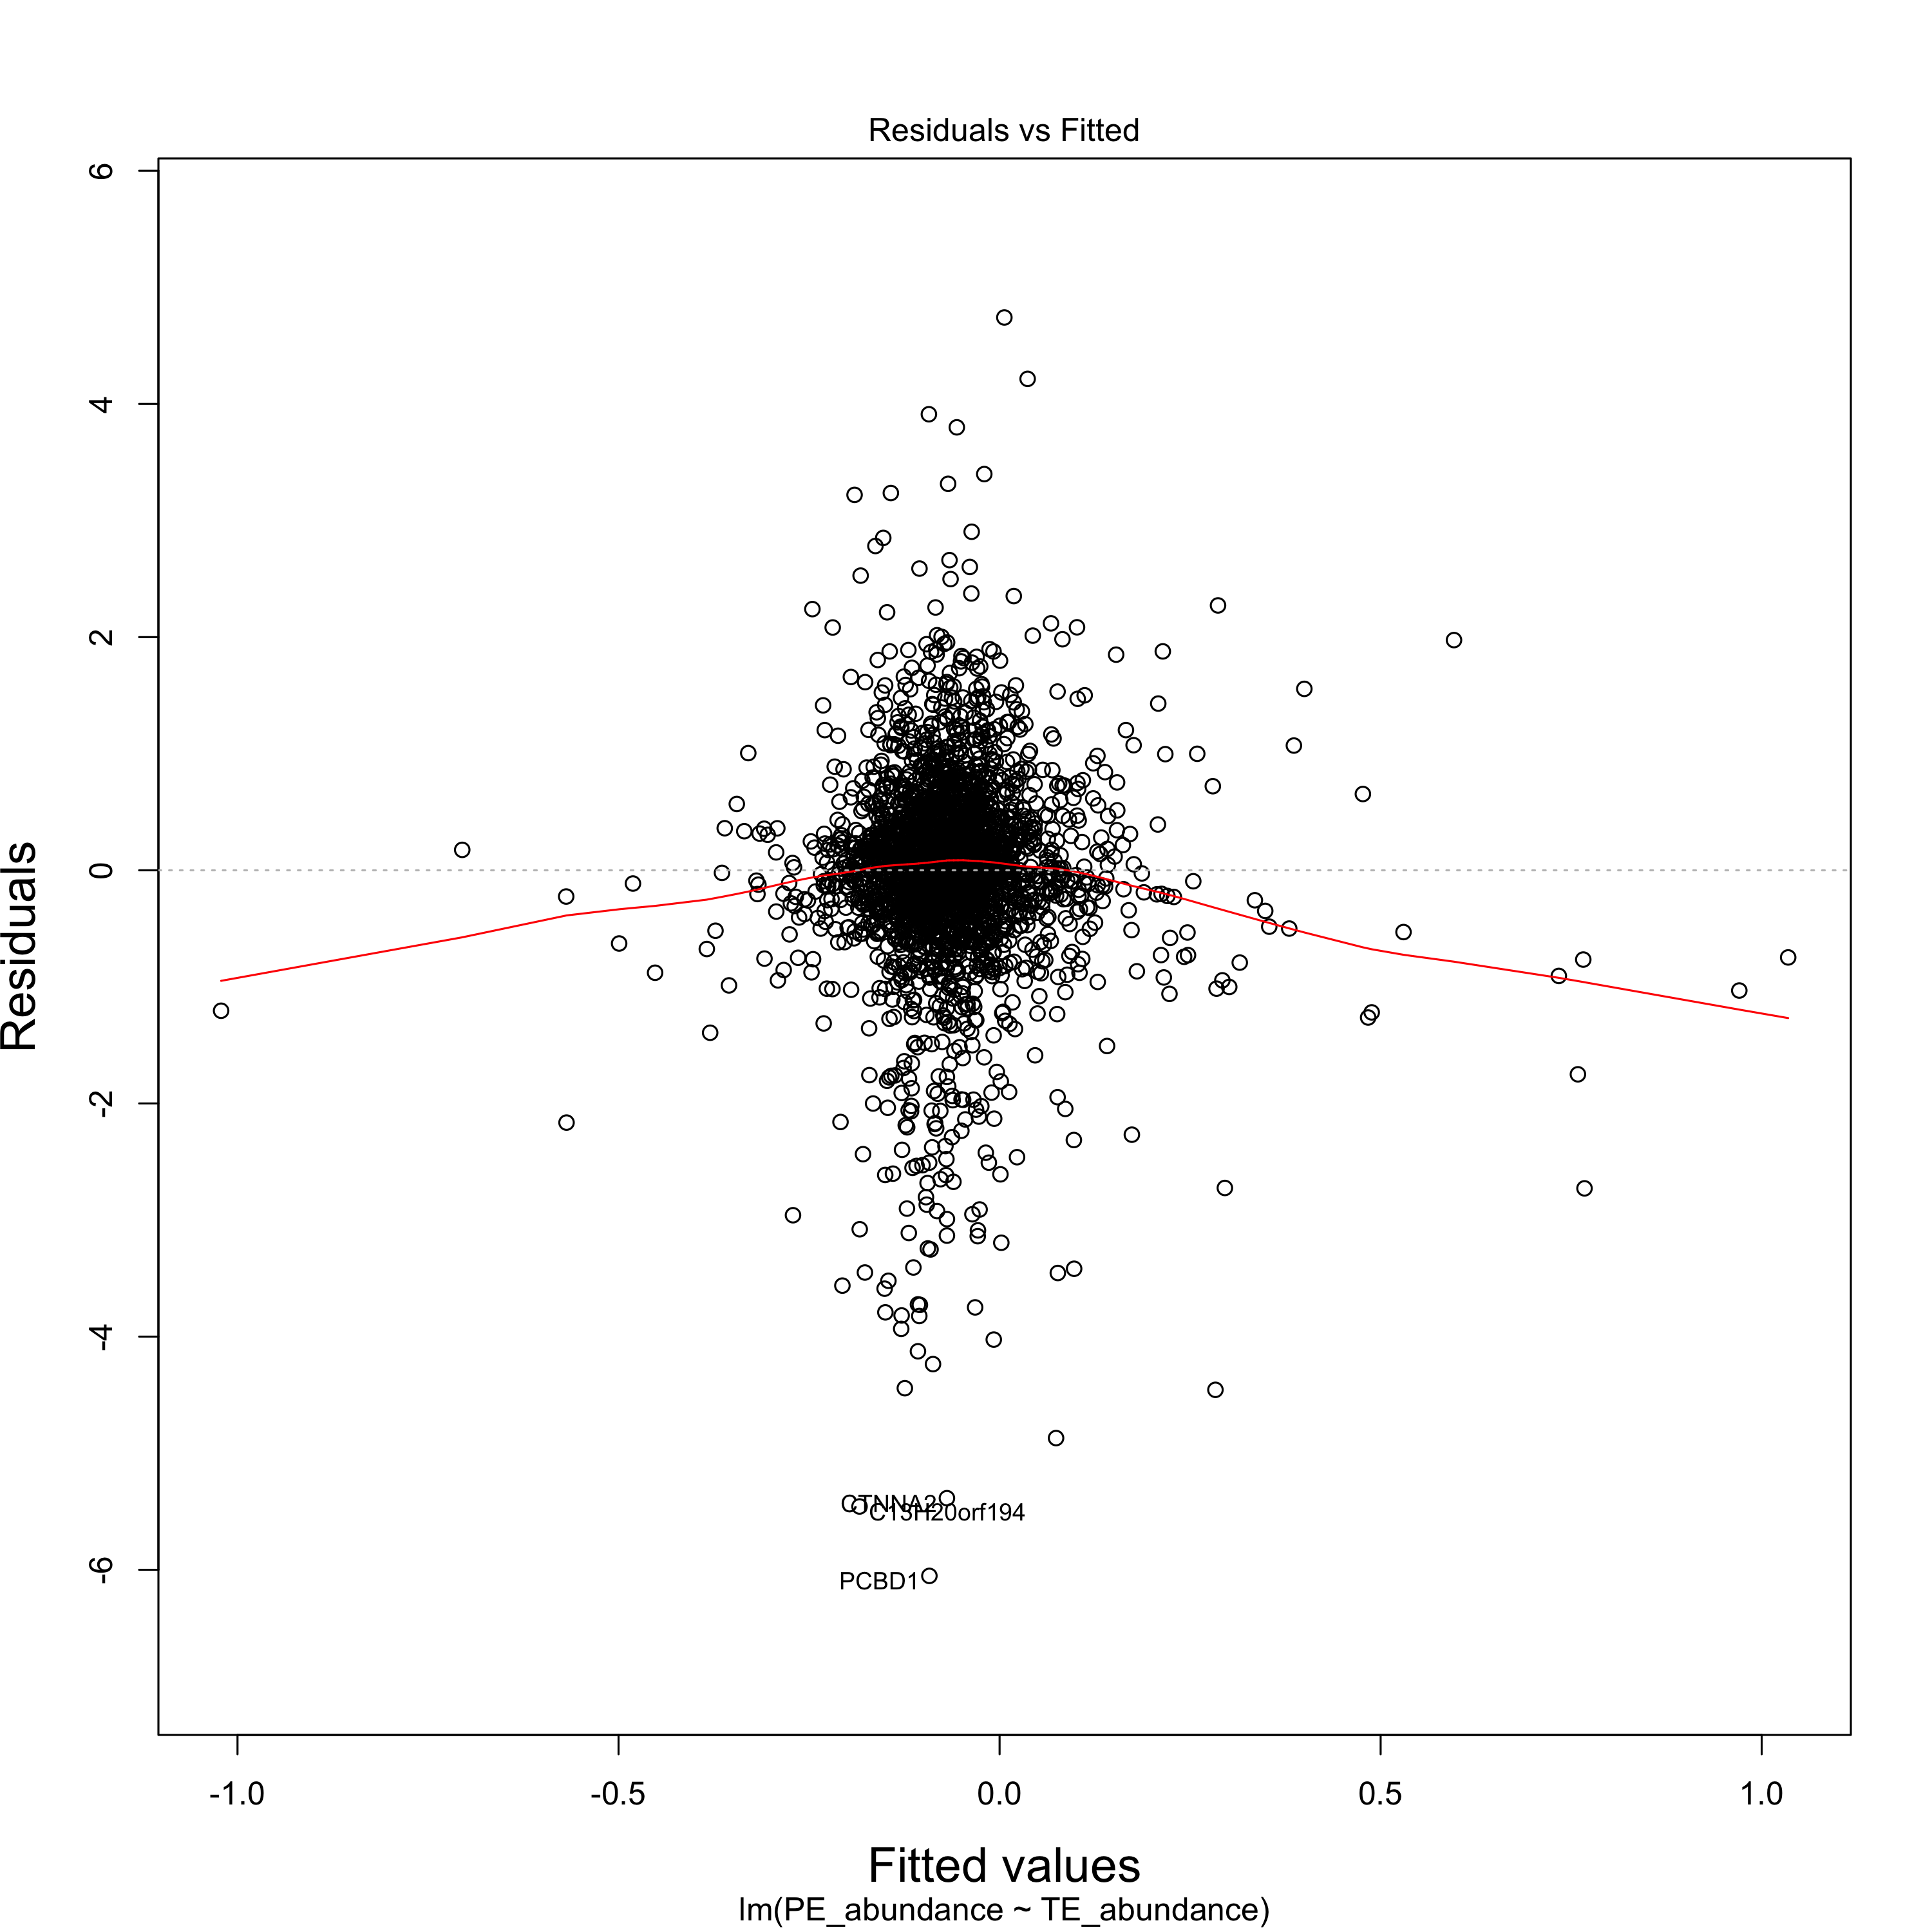 Residuals vs Fitted
Residuals
6
4
2
0
-2
-4
-6
CTNNA2
C13H20orf194
PCBD1
-1.0
-0.5
0.0
0.5
1.0
Fitted values
lm(PE_abundance ~ TE_abundance)